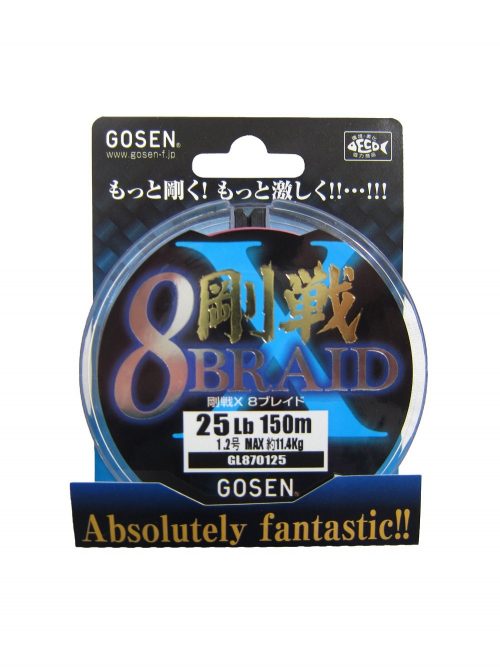 GOSEN®
www.gosen-f.jp
ECO
もっと剛く! もっと激しく!!…!!!
X
剛戦
8BRAID
剛戦X 8ブレイド
25Lb 150m
1.2号 MAX 約11.4Kg
GL870125
GOSEN®
Absolutely fantastic!!